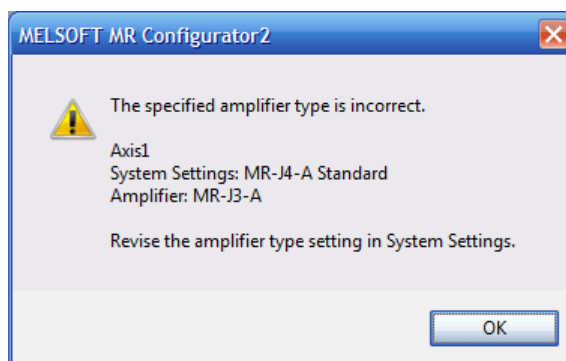 MELSOFT MR Configurator2
The specified amplifier type is incorrect.
Axis1
System Settings: MR-J4-A Standard
Amplifier: MR-J3-A
Revise the amplifier type setting in System Settings.
OK